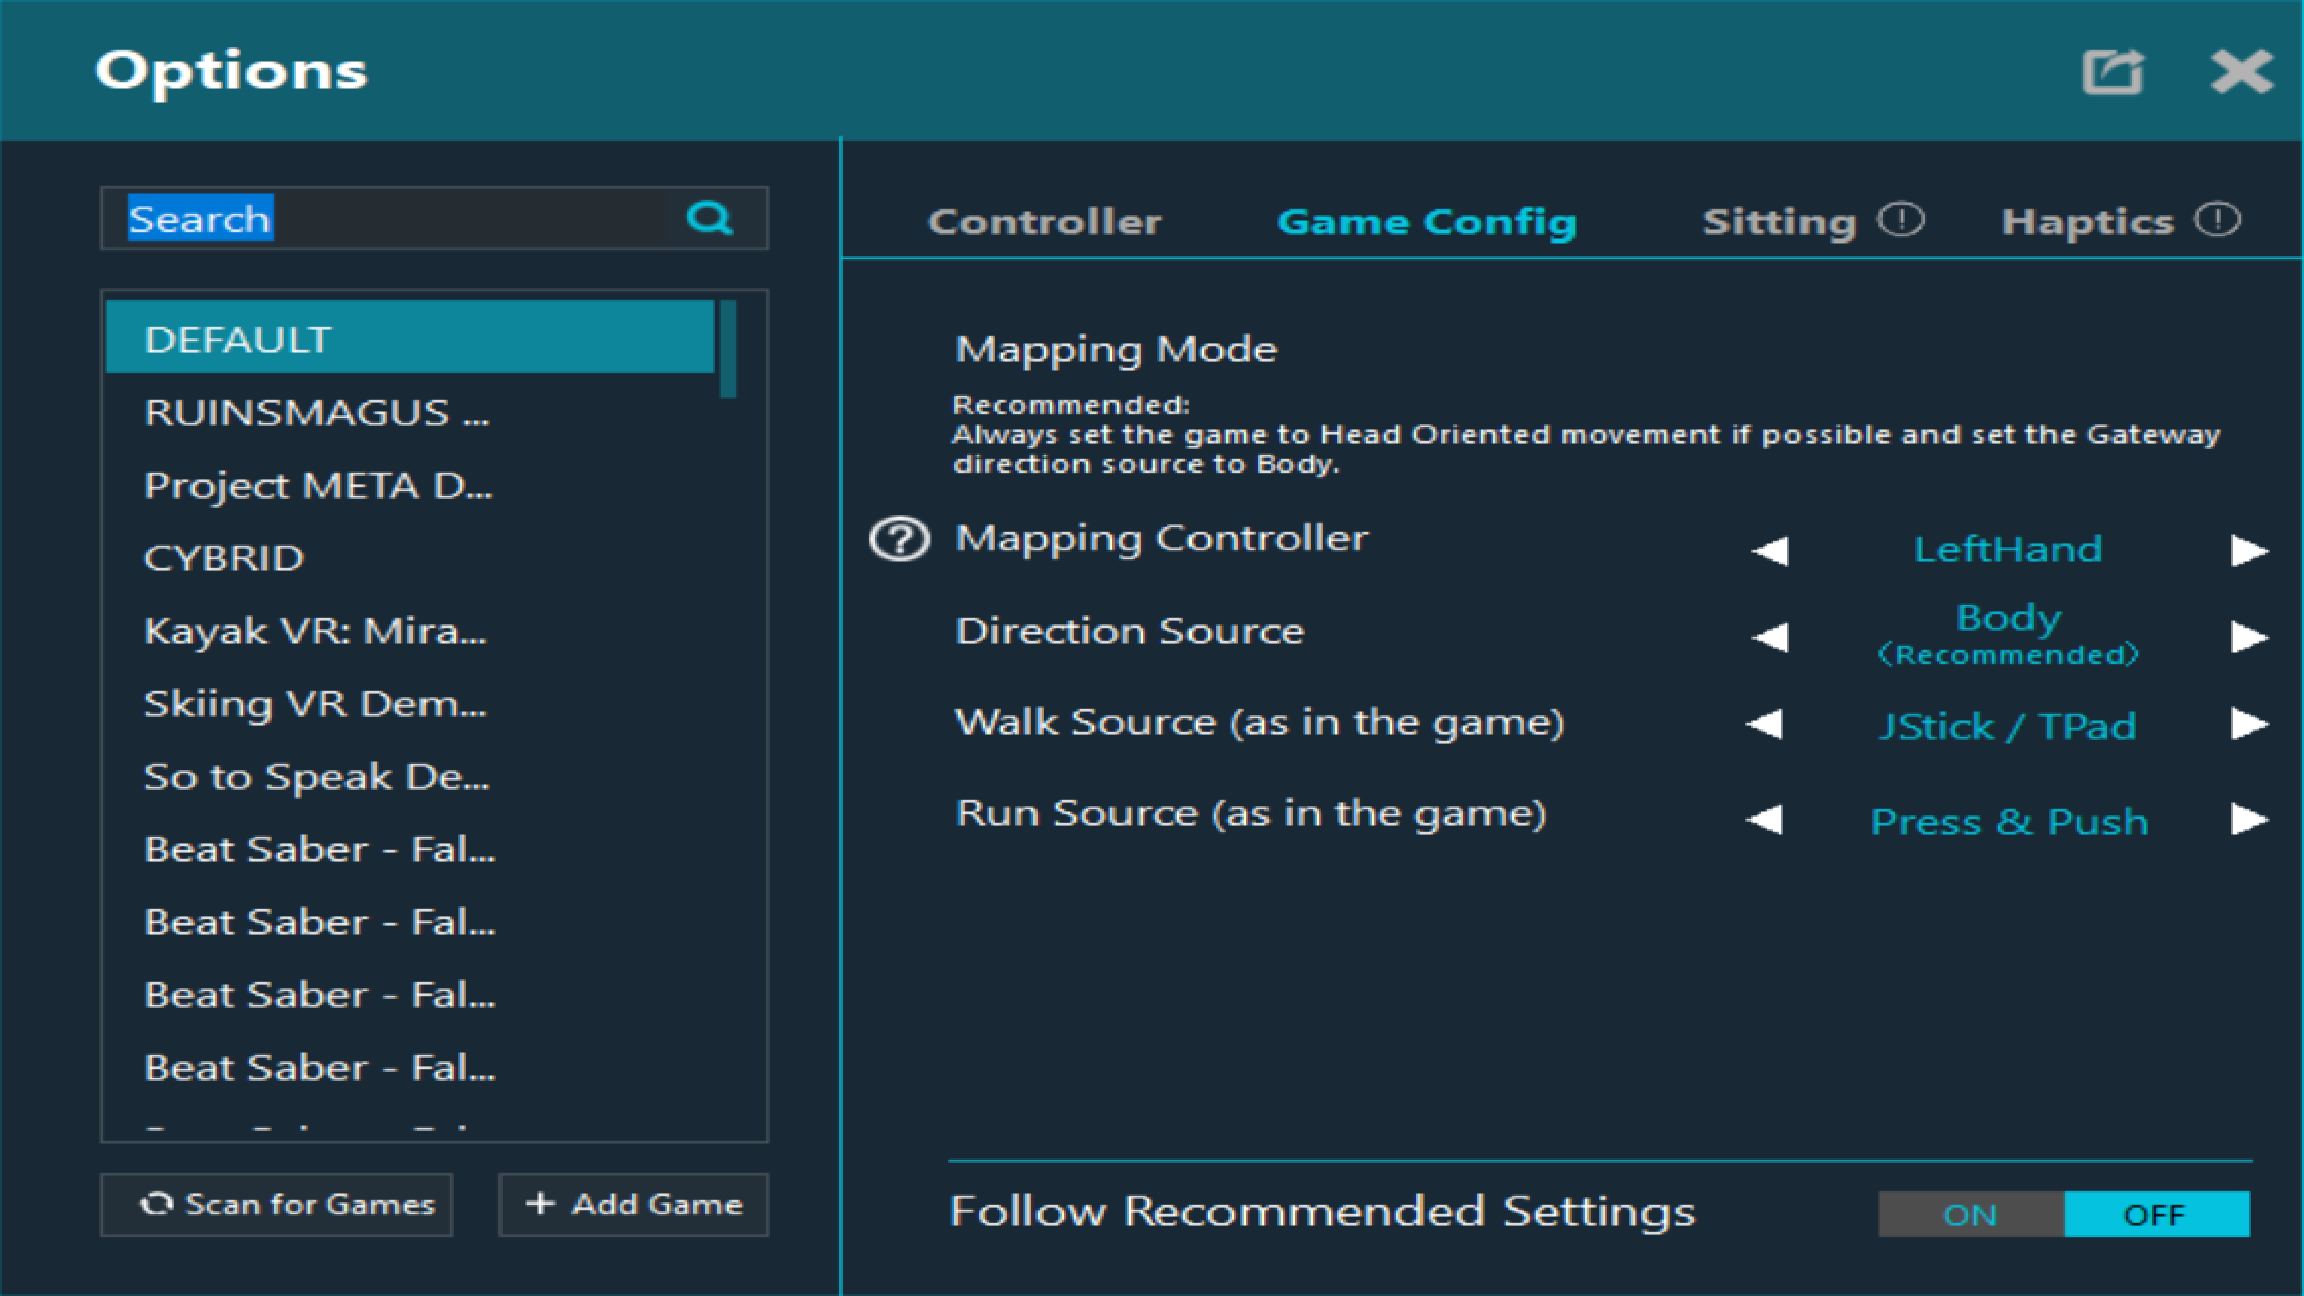 Options
Search
DEFAULT
RUINSMAGUS ...
Project META D...
CYBRID
Kayak VR: Mira...
Skiing VR Dem...
So to Speak De...
Beat Saber - Fal...
Beat Saber - Fal...
Beat Saber - Fal...
Beat Saber - Fal...
Scan for Games
+ Add Game
Controller Game Config Sitting Haptics
Mapping Mode
Recommended:
Always set the game to Head Oriented movement if possible and set the Gateway
direction source to Body.
Mapping Controller LeftHand
Direction Source Body
(Recommended)
Walk Source (as in the game) JStick / TPad
Run Source (as in the game) Press & Push
Follow Recommended Settings ON OFF